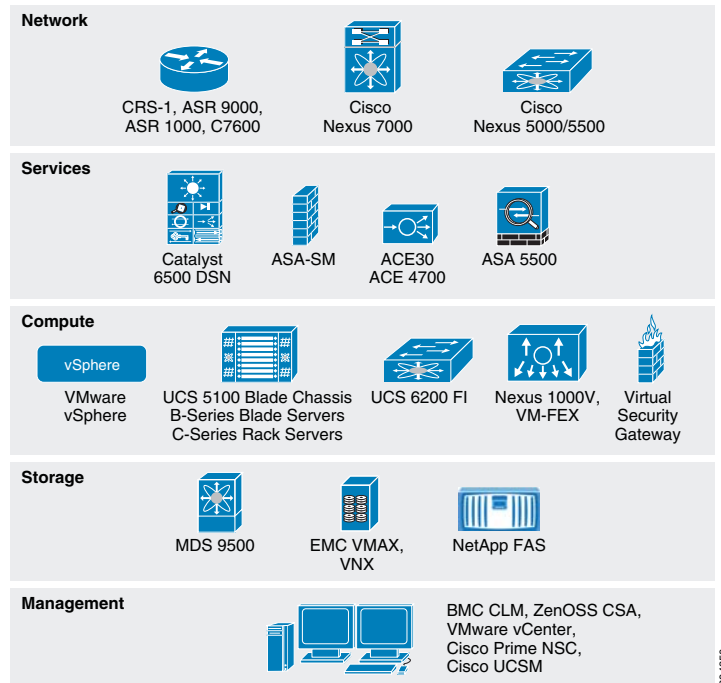 Network
CRS-1, ASR 9000,
ASR 1000, C7600
Cisco
Nexus 7000
Cisco
Nexus 5000/5500
Services
Catalyst
6500 DSN
ASA-SM
ACE30
ACE 4700
ASA 5500
Compute
vSphere
VMware
vSphere
UCS 5100 Blade Chassis
B-Series Blade Servers
C-Series Rack Servers
UCS 6200 FI
Nexus 1000V,
VM-FEX
Virtual
Security
Gateway
Storage
MDS 9500
EMC VMAX,
VNX
NetApp FAS
Management
BMC CLM, ZenOSS CSA,
VMware vCenter,
Cisco Prime NSC,
Cisco UCSM